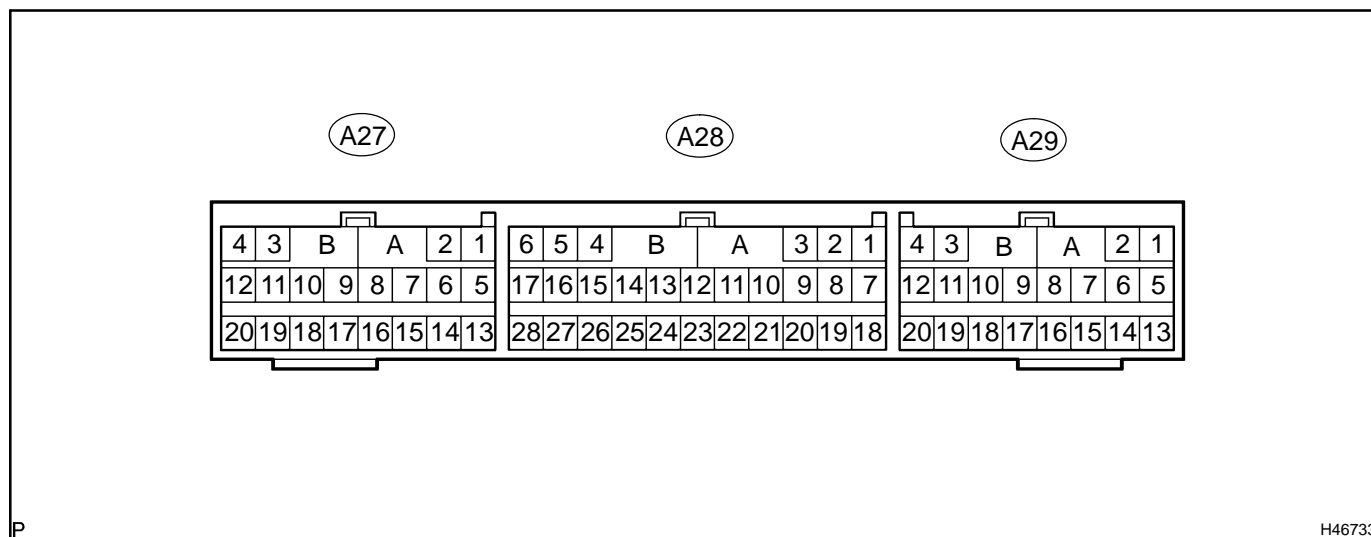 A27 A28 A29
4 3 B A 2 1 6 5 4 B A 3 2 1 4 3 B A 2 1
12 11 10 9 8 7 6 5 17 16 15 14 13 12 11 10 9 8 7 12 11 10 9 8 7 6 5
20 19 18 17 16 15 14 13 28 27 26 25 24 23 22 21 20 19 18 20 19 18 17 16 15 14 13
P H46733